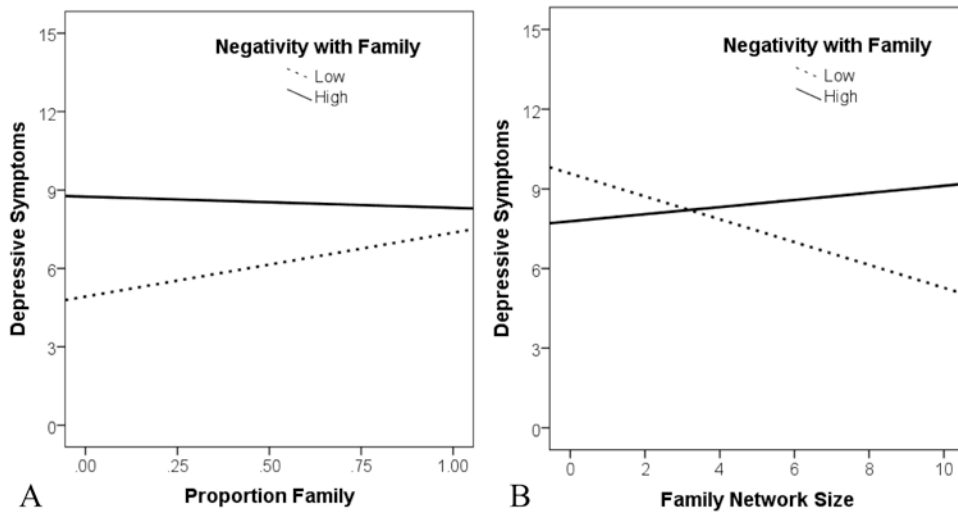 Negativity with Family
Low
High
Depressive Symptoms
15
12
9
6
3
0
.00 .25 .50 .75 1.00
Proportion Family
A
Negativity with Family
Low
High
Depressive Symptoms
15
12
9
6
3
0
0 2 4 6 8 10
Family Network Size
B